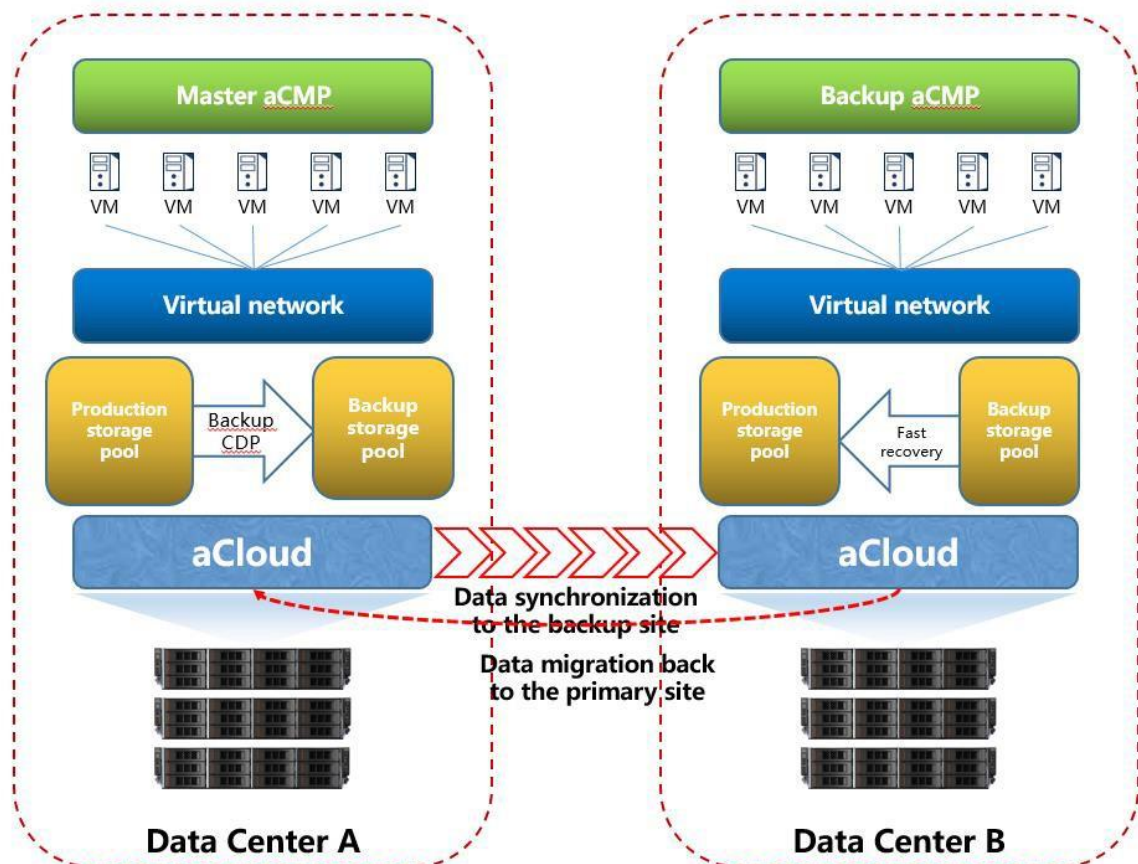 Master aCMP
VM VM VM VM VM
Virtual network
Production
storage
pool
Backup
CDP
Backup
storage
pool
aCloud
Data Center A
Data synchronization
to the backup site
Data migration back
to the primary site
Backup aCMP
VM VM VM VM VM
Virtual network
Production
storage
pool
Fast
recovery
Backup
storage
pool
aCloud
Data Center B